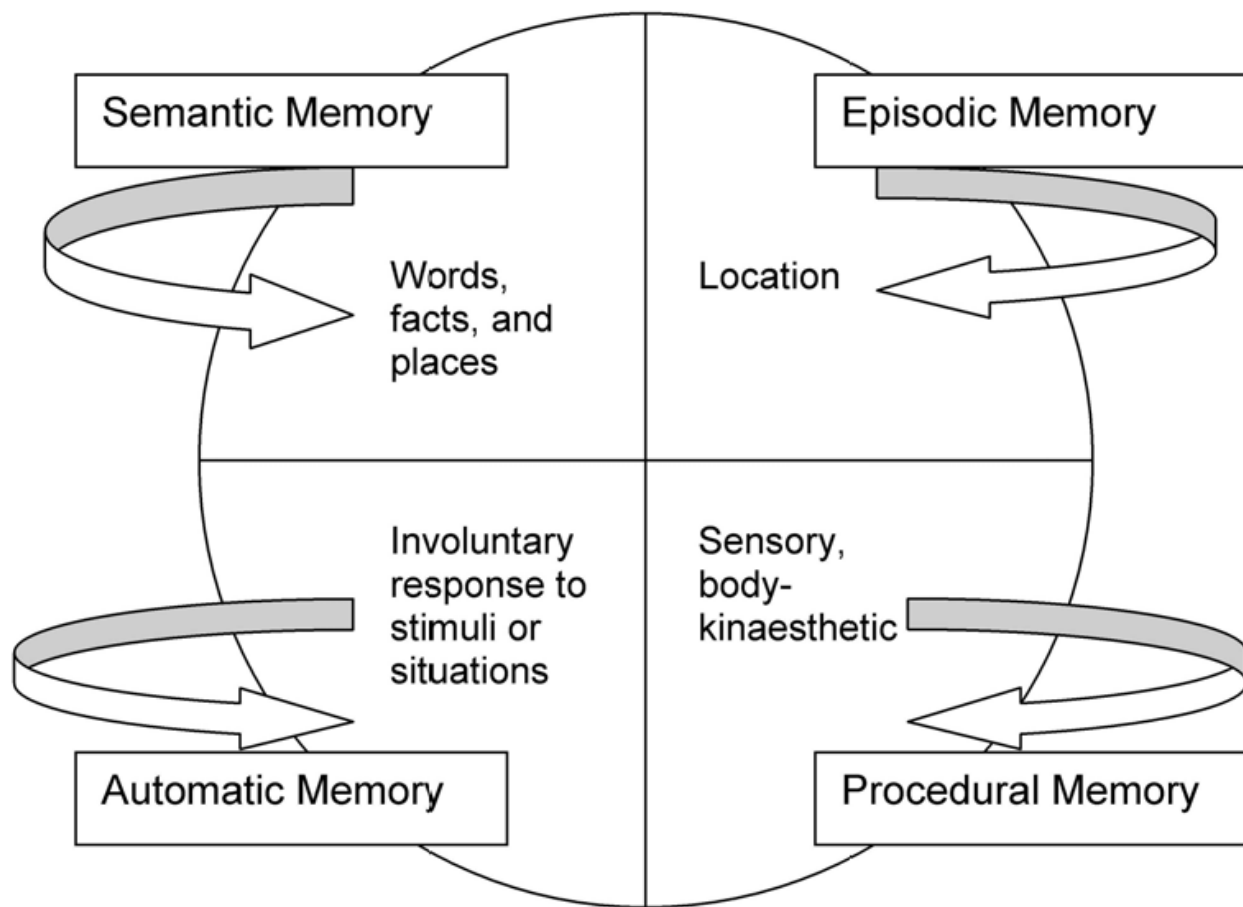 Semantic Memory
Episodic Memory
Words,
facts, and
places
Location
Involuntary
response to
stimuli or
situations
Sensory,
body-
kinaesthetic
Automatic Memory
Procedural Memory